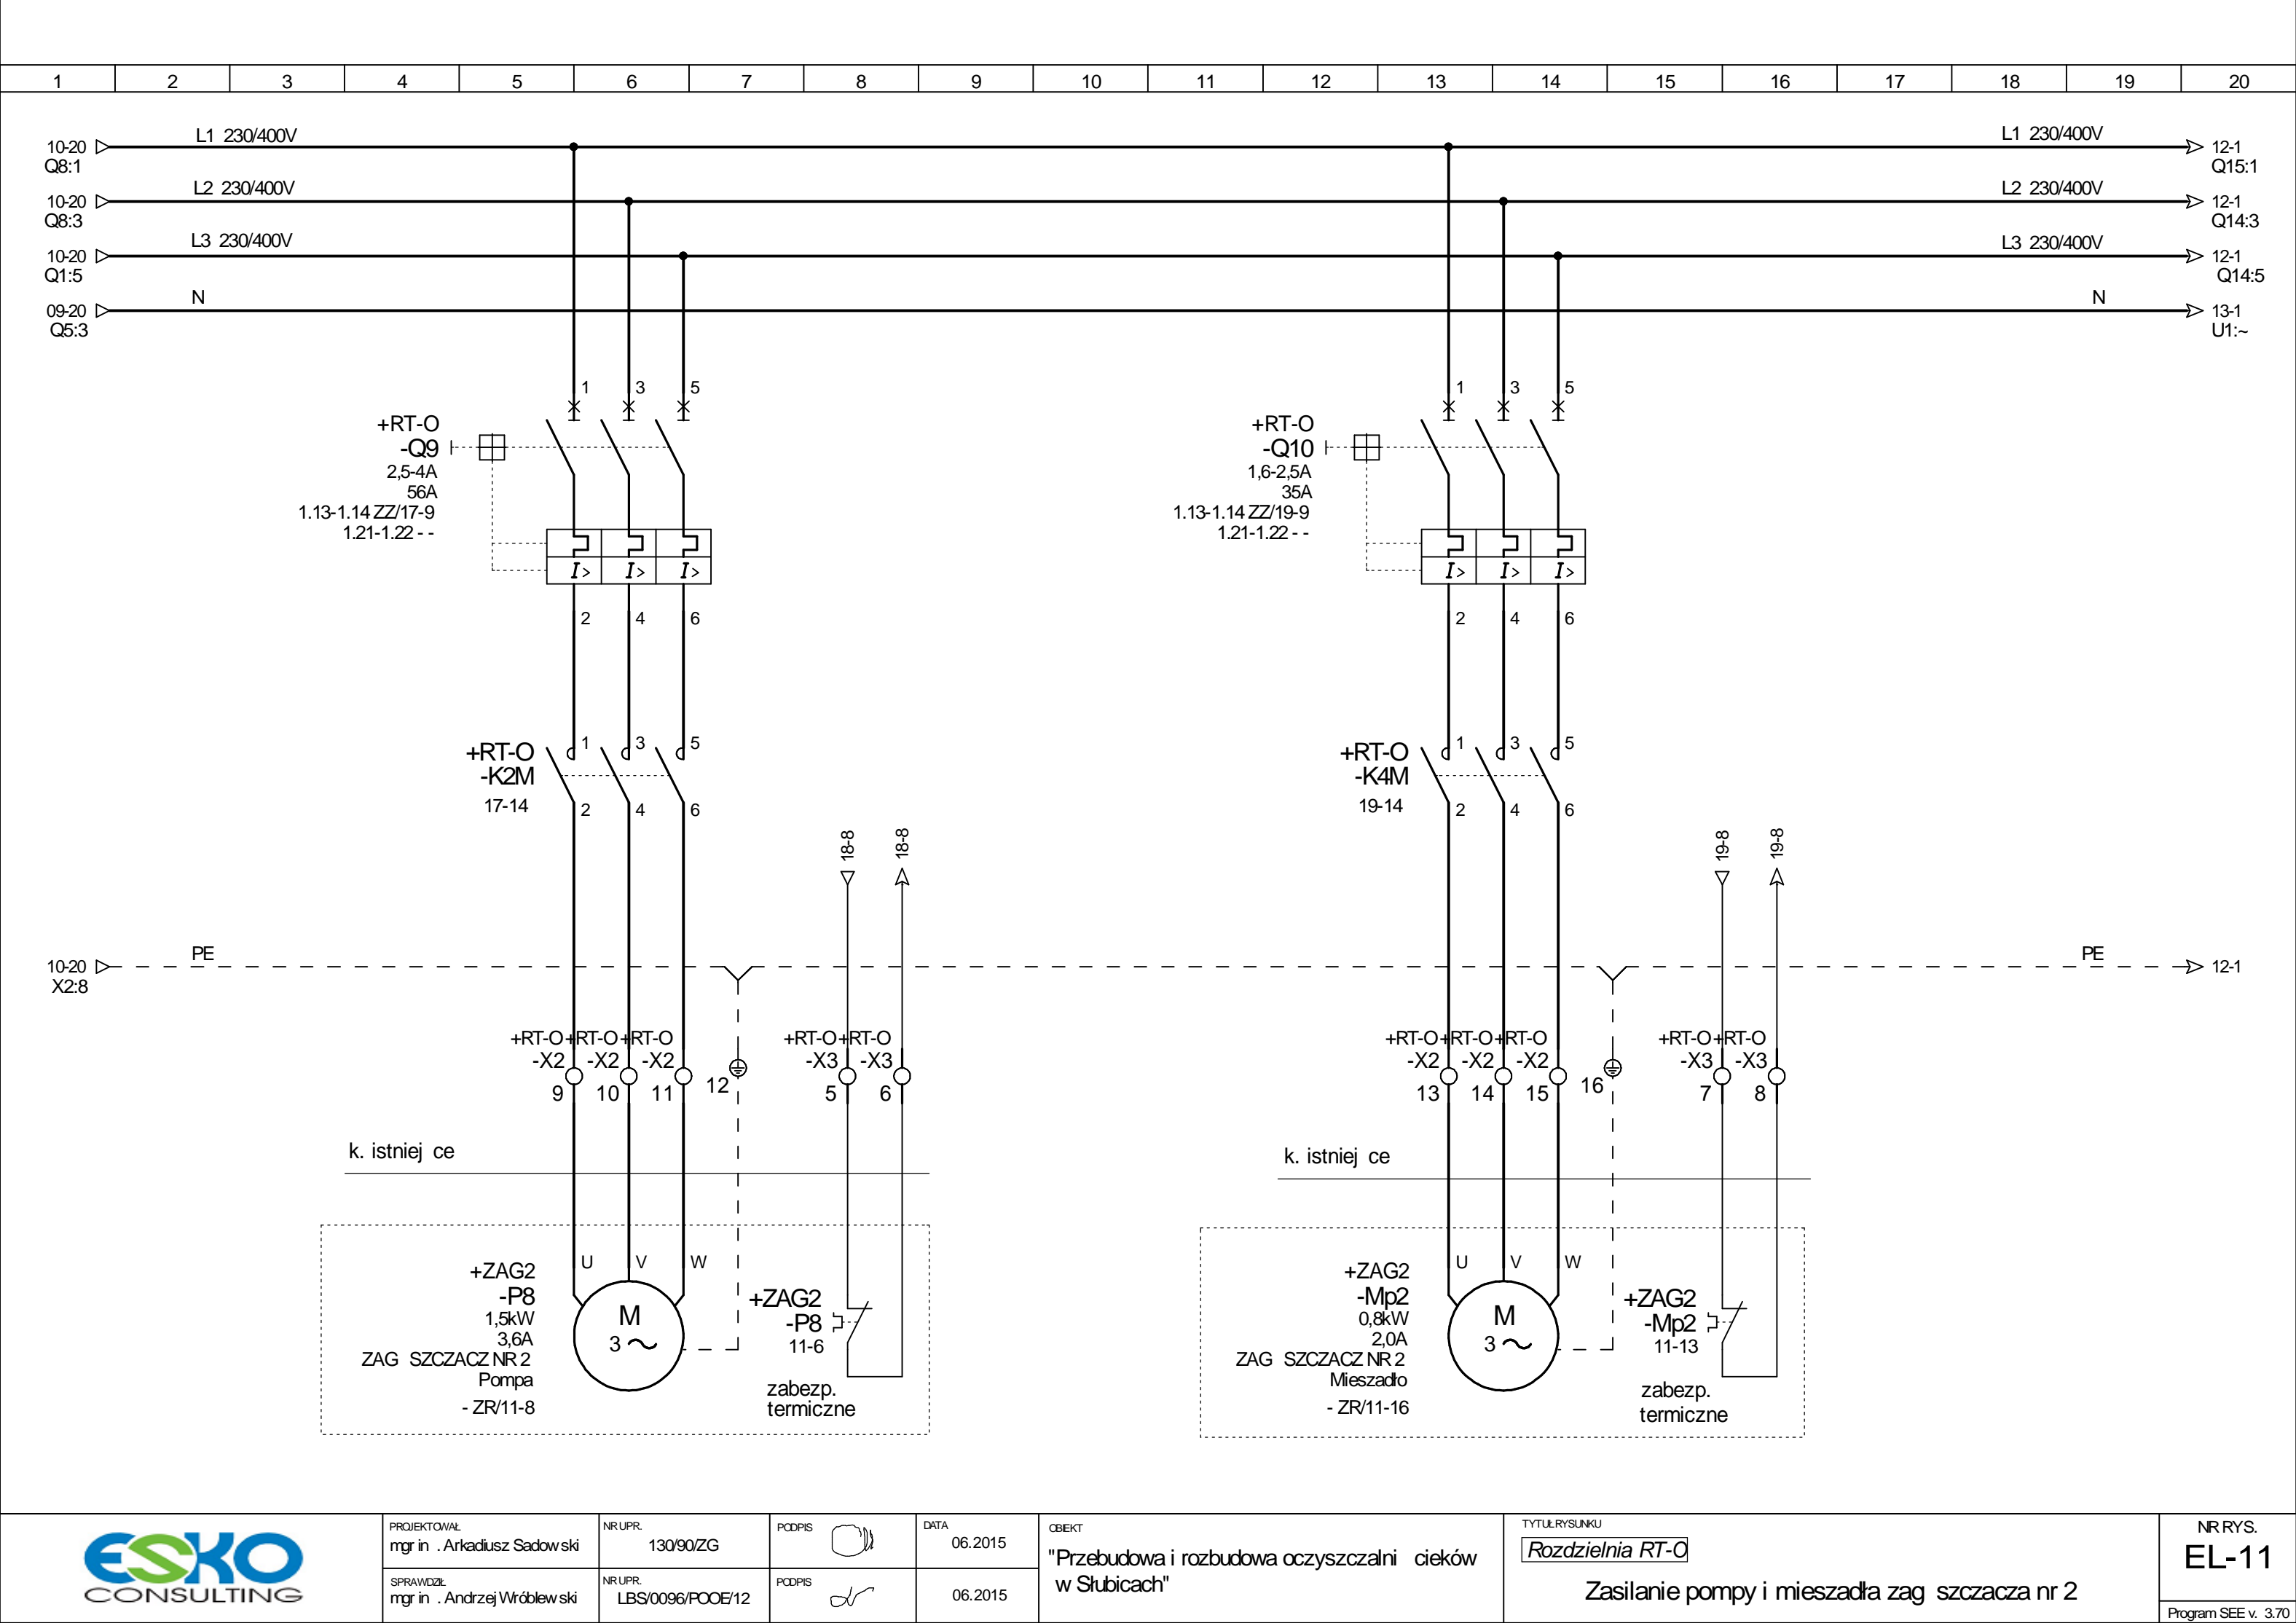 1 2 3 4 5 6 7 8 9 10 11 12 13 14 15 16 17 18 19 20
L1 230/400V
L1 230/400V
10-20
Q8:1
12-1
Q15:1
L2 230/400V
L2 230/400V
10-20
Q8:3
12-1
Q14:3
L3 230/400V
L3 230/400V
10-20
Q1:5
12-1
Q14:5
N
N
09-20
Q5:3
13-1
U1:~
1 3 5
+RT-O
-Q9
2,5-4A
56A
1.13-1.14 ZZ/17-9
1.21-1.22 - -
I> I> I>
2 4 6
1 3 5
+RT-O
-Q10
1,6-2,5A
35A
1.13-1.14 ZZ/19-9
1.21-1.22 - -
I> I> I>
2 4 6
+RT-O
-K2M
17-14
1 3 5
2 4 6
18-8
18-8
+RT-O
-K4M
19-14
1 3 5
2 4 6
19-8
19-8
PE
PE
10-20
X2:8
12-1
+RT-O +RT-O +RT-O
-X2 -X2 -X2
9 10 11 12
+RT-O +RT-O
-X3 -X3
5 6
+RT-O +RT-O +RT-O
-X2 -X2 -X2
13 14 15 16
+RT-O +RT-O
-X3 -X3
7 8
k. istniej ce
k. istniej ce
U V W
+ZAG2
-P8
1,5kW
3,6A
ZAG SZCZACZ NR 2
Pompa
- ZR/11-8
M
3 ~
+ZAG2
-P8
11-6
zabezp.
termiczne
U V W
+ZAG2
-Mp2
0,8kW
2,0A
ZAG SZCZACZ NR 2
Mieszadło
- ZR/11-16
M
3 ~
+ZAG2
-Mp2
11-13
zabezp.
termiczne
ESKO
CONSULTING
PROJEKTOWAŁ
mgr in . Arkadiusz Sadowski
NR UPR.
130/90/ZG
PODPIS
DATA
06.2015
SPRAWDZIŁ
mgr in . Andrzej Wróblewski
NR UPR.
LBS/0096/POOE/12
PODPIS
06.2015
OBIEKT
"Przebudowa i rozbudowa oczyszczalni cieków
w Słubicach"
TYTUŁ RYSUNKU
Rozdzielnia RT-O
Zasilanie pompy i mieszadła zag szczacza nr 2
NR RYS.
EL-11
Program SEE v. 3.70